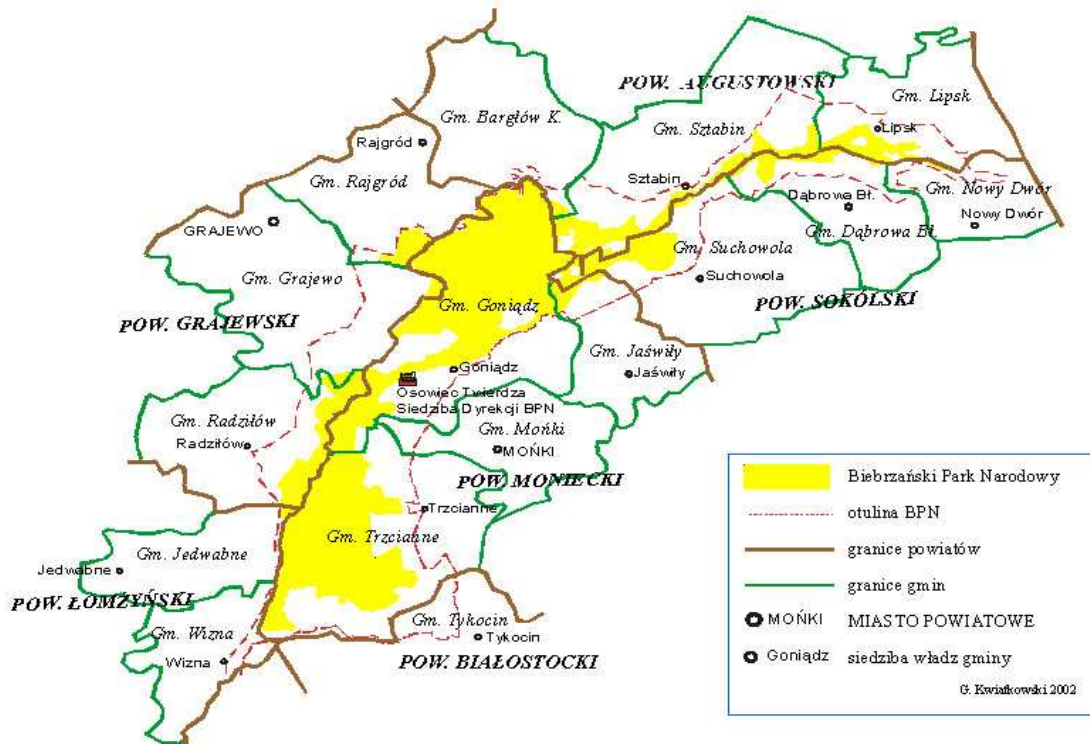 POW. AUGUSTOWSKI
Gm. Lipsk
Gm. Bargłów K.
Gm. Sztabin
Lipsk
Rajgród
Gm. Rajgród
Sztabin
Gm. Nowy Dwór
Dąbrowa Bł.
Nowy Dwór
GRAJEWO
Gm. Dąbrowa Bł.
Gm. Suchowola
Gm. Grajewo
Suchowola
Gm. Goniądz
POW. SOKÓLSKI
POW. GRAJEWSKI
Gm. Jaświły
Goniądz
Jaświły
Osowiec Twierdza
Siedziba Dyrekcji BPN
Gm. Radziłów
Radziłów
Gm. Mońki
MOŃKI
POW. MONIECKI
Trzcianne
Gm. Trzcianne
Gm. Jedwabne
Jedwabne
POW. ŁOMŻYŃSKI
Gm. Tykocin
Gm. Wizna
Tykocin
Wizna
POW. BIAŁOSTOCKI
Biebrzański Park Narodowy
otulina BPN
granice powiatów
granice gmin
MOŃKI MIASTO POWIATOWE
Goniądz siedziba władz gminy
G. Kwiatkowski 2002